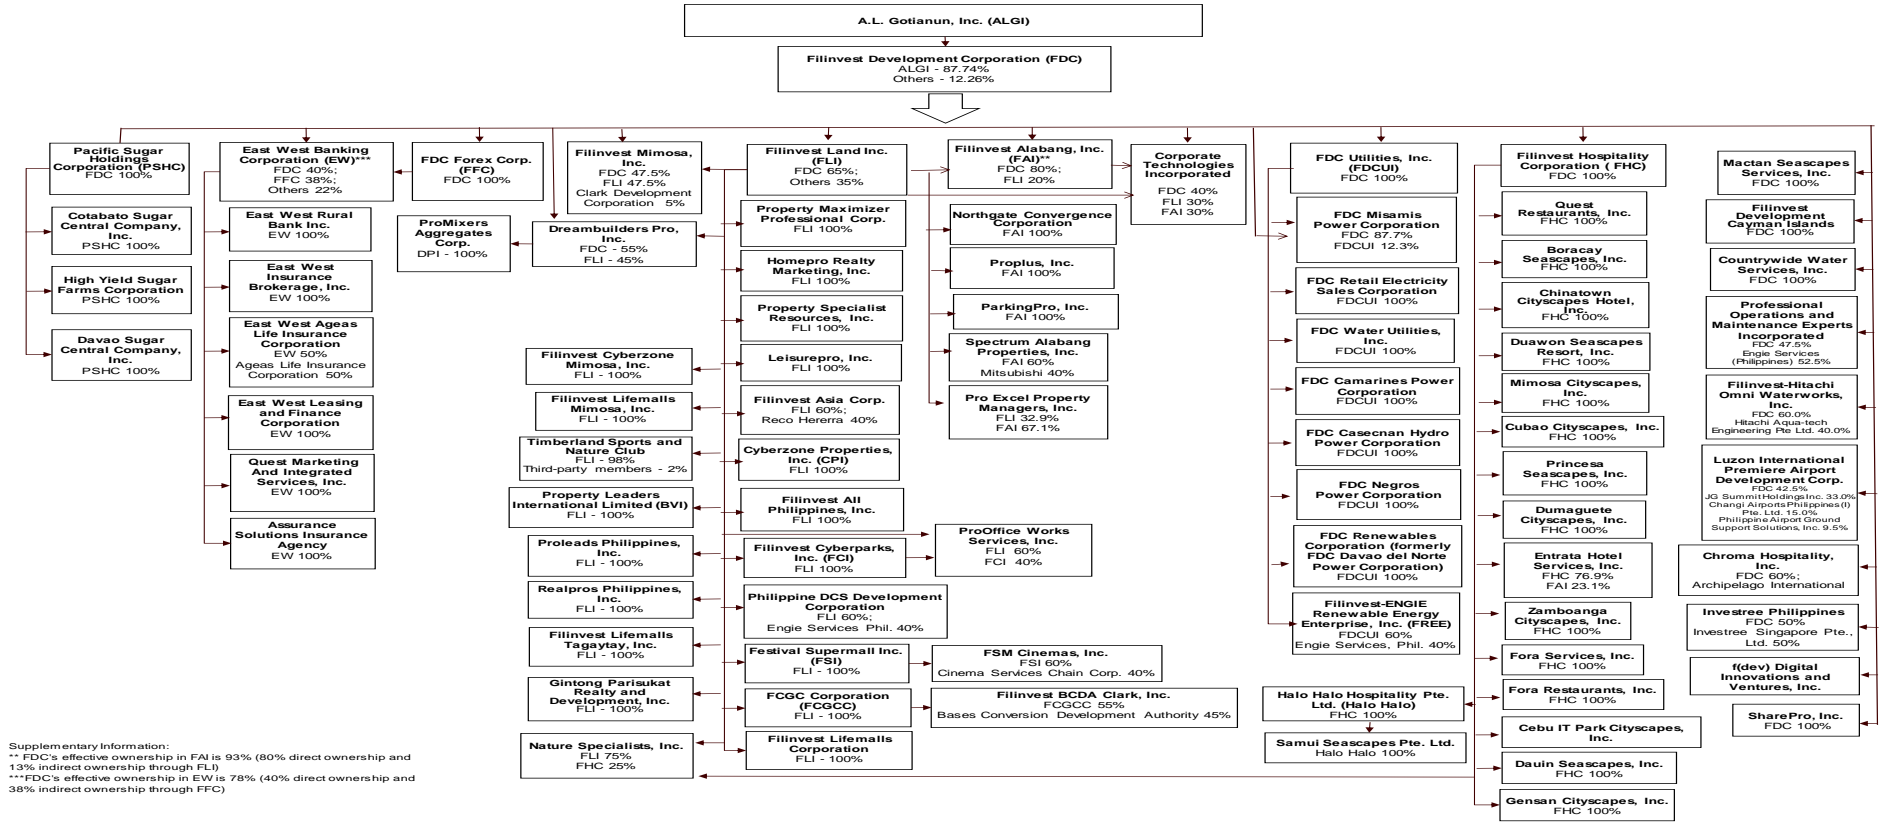 A.L. Gotianun, Inc. (ALGI)
Filinvest Development Corporation (FDC)
ALGI - 87.74%
Others - 12.26%
Pacific Sugar
Holdings
Corporation (PSHC)
FDC 100%
Cotabato Sugar
Central Company,
Inc.
PSHC 100%
High Yield Sugar
Farms Corporation
PSHC 100%
Davao Sugar
Central Company,
Inc.
PSHC 100%
East West Banking
Corporation (EW)***
FDC 40%;
FFC 38%;
Others 22%
East West Rural
Bank Inc.
EW 100%
East West
Insurance
Brokerage, Inc.
EW 100%
East West Ageas
Life Insurance
Corporation
EW 50%
Ageas Life Insurance
Corporation 50%
East West Leasing
and Finance
Corporation
EW 100%
Quest Marketing
And Integrated
Services, Inc.
EW 100%
Assurance
Solutions Insurance
Agency
EW 100%
FDC Forex Corp.
(FFC)
FDC 100%
ProMixers
Aggregates
Corp.
DPI - 100%
Dreambuilders Pro,
Inc.
FDC - 55%
FLI - 45%
Filinvest Mimosa,
Inc.
FDC 47.5%
FLI 47.5%
Clark Development
Corporation 5%
Filinvest Cyberzone
Mimosa, Inc.
FLI - 100%
Filinvest Lifemalls
Mimosa, Inc.
FLI - 100%
Timberland Sports and
Nature Club
FLI - 98%
Third-party members - 2%
Property Leaders
International Limited (BVI)
FLI - 100%
Proleads Philippines,
Inc.
FLI - 100%
Realpros Philippines,
Inc.
FLI - 100%
Filinvest Lifemalls
Tagaytay, Inc.
FLI - 100%
Gintong Parisukat
Realty and
Development, Inc.
FLI - 100%
Nature Specialists, Inc.
FLI 75%
FHC 25%
Filinvest Land Inc.
(FLI)
FDC 65%;
Others 35%
Property Maximizer
Professional Corp.
FLI 100%
Homepro Realty
Marketing, Inc.
FLI 100%
Property Specialist
Resources, Inc.
FLI 100%
Leisurepro, Inc.
FLI 100%
Filinvest Asia Corp.
FLI 60%;
Reco Hererra 40%
Cyberzone Properties,
Inc. (CPI)
FLI 100%
Filinvest All
Philippines, Inc.
FLI 100%
Filinvest Cyberparks,
Inc. (FCI)
FLI 100%
Philippine DCS Development
Corporation
FLI 60%;
Engie Services Phil. 40%
Festival Supermall Inc.
(FSI)
FLI - 100%
FCGC Corporation
(FCGCC)
FLI - 100%
Filinvest Lifemalls
Corporation
FLI - 100%
Filinvest Alabang, Inc.
(FAI)**
FDC 80%;
FLI 20%
Northgate Convergence
Corporation
FAI 100%
Proplus, Inc.
FAI 100%
ParkingPro, Inc.
FAI 100%
Spectrum Alabang
Properties, Inc.
FAI 60%
Mitsubishi 40%
Pro Excel Property
Managers, Inc.
FLI 32.9%
FAI 67.1%
ProOffice Works
Services, Inc.
FLI 60%
FCI 40%
FSM Cinemas, Inc.
FSI 60%
Cinema Services Chain Corp. 40%
Filinvest BCDA Clark, Inc.
FCGCC 55%
Bases Conversion Development Authority 45%
Corporate
Technologies
Incorporated
FDC 40%
FLI 30%
FAI 30%
FDC Utilities, Inc.
(FDCUI)
FDC 100%
FDC Misamis
Power Corporation
FDC 87.7%
FDCUI 12.3%
FDC Retail Electricity
Sales Corporation
FDCUI 100%
FDC Water Utilities,
Inc.
FDCUI 100%
FDC Camarines Power
Corporation
FDCUI 100%
FDC Casecnan Hydro
Power Corporation
FDCUI 100%
FDC Negros
Power Corporation
FDCUI 100%
FDC Renewables
Corporation (formerly
FDC Davao del Norte
Power Corporation)
FDCUI 100%
Filinvest-ENGIE
Renewable Energy
Enterprise, Inc. (FREE)
FDCUI 60%
Engie Services, Phil. 40%
Halo Halo Hospitality Pte.
Ltd. (Halo Halo)
FHC 100%
Samui Seascapes Pte. Ltd.
Halo Halo 100%
Filinvest Hospitality
Corporation ( FHC)
FDC 100%
Quest
Restaurants, Inc.
FHC 100%
Boracay
Seascapes, Inc.
FHC 100%
Chinatown
Cityscapes Hotel,
Inc.
FHC 100%
Duawon Seascapes
Resort, Inc.
FHC 100%
Mimosa Cityscapes,
Inc.
FHC 100%
Cubao Cityscapes, Inc.
FHC 100%
Princesa
Seascapes, Inc.
FHC 100%
Dumaguete
Cityscapes, Inc.
FHC 100%
Entrata Hotel
Services, Inc.
FHC 76.9%
FAI 23.1%
Zamboanga
Cityscapes, Inc.
FHC 100%
Fora Services, Inc.
FHC 100%
Fora Restaurants, Inc.
FHC 100%
Cebu IT Park Cityscapes,
Inc.
Dauin Seascapes, Inc.
FHC 100%
Gensan Cityscapes, Inc.
FHC 100%
Mactan Seascapes
Services, Inc.
FDC 100%
Filinvest
Development
Cayman Islands
FDC 100%
Countrywide Water
Services, Inc.
FDC 100%
Professional
Operations and
Maintenance Experts
Incorporated
FDC 47.5%
Engie Services
(Philippines) 52.5%
Filinvest-Hitachi
Omni Waterworks,
Inc.
FDC 60.0%
Hitachi Aqua-tech
Engineering Pte Ltd. 40.0%
Luzon International
Premiere Airport
Development Corp.
FDC 42.5%
JG Summit Holdings Inc. 33.0%
Changi Airports Philippines (I)
Pte. Ltd. 15.0%
Philippine Airport Ground
Support Solutions, Inc. 9.5%
Chroma Hospitality,
Inc.
FDC 60%;
Archipelago International
Investree Philippines
FDC 50%
Investree Singapore Pte.,
Ltd. 50%
f(dev) Digital
Innovations and
Ventures, Inc.
SharePro, Inc.
FDC 100%
Supplementary Information:
** FDC's effective ownership in FAI is 93% (80% direct ownership and
13% indirect ownership through FLI)
***FDC's effective ownership in EW is 78% (40% direct ownership and
38% indirect ownership through FFC)